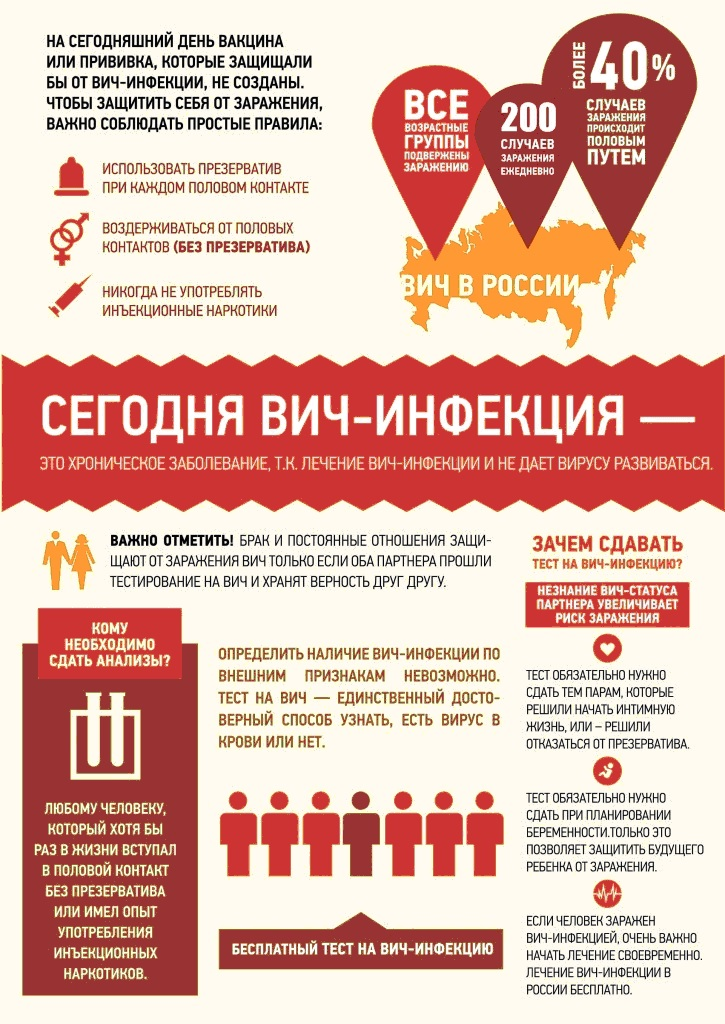 НА СЕГОДНЯШНИЙ ДЕНЬ ВАКЦИНА
ИЛИ ПРИВИВКА, КОТОРЫЕ ЗАЩИЩАЛИ
БЫ ОТ ВИЧ-ИНФЕКЦИИ, НЕ СОЗДАНЫ.
ЧТОБЫ ЗАЩИТИТЬ СЕБЯ ОТ ЗАРАЖЕНИЯ,
ВАЖНО СОБЛЮДАТЬ ПРОСТЫЕ ПРАВИЛА:
ИСПОЛЬЗОВАТЬ ПРЕЗЕРВАТИВ
ПРИ КАЖДОМ ПОЛОВОМ КОНТАКТЕ
ВОЗДЕРЖИВАТЬСЯ ОТ ПОЛОВЫХ
КОНТАКТОВ (БЕЗ ПРЕЗЕРВАТИВА)
НИКОГДА НЕ УПОТРЕБЛЯТЬ
ИНЪЕКЦИОННЫЕ НАРКОТИКИ
ВСЕ
ВОЗРАСТНЫЕ
ГРУППЫ
ПОДВЕРЖЕНЫ
ЗАРАЖЕНИЮ
200
СЛУЧАЕВ
ЗАРАЖЕНИЯ
ЕЖЕДНЕВНО
БОЛЕЕ
40%
СЛУЧАЕВ
ЗАРАЖЕНИЯ
ПРОИСХОДИТ
ПОЛОВЫМ
ПУТЕМ
ВИЧ В РОССИИ
СЕГОДНЯ ВИЧ-ИНФЕКЦИЯ —
ЭТО ХРОНИЧЕСКОЕ ЗАБОЛЕВАНИЕ, Т.К. ЛЕЧЕНИЕ ВИЧ-ИНФЕКЦИИ И НЕ ДАЕТ ВИРУСУ РАЗВИВАТЬСЯ.
ВАЖНО ОТМЕТИТЬ! БРАК И ПОСТОЯННЫЕ ОТНОШЕНИЯ ЗАЩИ-
ЩАЮТ ОТ ЗАРАЖЕНИЯ ВИЧ ТОЛЬКО ЕСЛИ ОБА ПАРТНЕРА ПРОШЛИ
ТЕСТИРОВАНИЕ НА ВИЧ И ХРАНЯТ ВЕРНОСТЬ ДРУГ ДРУГУ.
КОМУ
НЕОБХОДИМО
СДАТЬ АНАЛИЗЫ?
ЛЮБОМУ ЧЕЛОВЕКУ,
КОТОРЫЙ ХОТЯ БЫ
РАЗ В ЖИЗНИ ВСТУПАЛ
В ПОЛОВОЙ КОНТАКТ
БЕЗ ПРЕЗЕРВАТИВА
ИЛИ ИМЕЛ ОПЫТ
УПОТРЕБЛЕНИЯ
ИНЪЕКЦИОННЫХ
НАРКОТИКОВ.
ОПРЕДЕЛИТЬ НАЛИЧИЕ ВИЧ-ИНФЕКЦИИ ПО
ВНЕШНИМ ПРИЗНАКАМ НЕВОЗМОЖНО.
ТЕСТ НА ВИЧ — ЕДИНСТВЕННЫЙ ДОСТО-
ВЕРНЫЙ СПОСОБ УЗНАТЬ, ЕСТЬ ВИРУС В
КРОВИ ИЛИ НЕТ.
БЕСПЛАТНЫЙ ТЕСТ НА ВИЧ-ИНФЕКЦИЮ
ЗАЧЕМ СДАВАТЬ
ТЕСТ НА ВИЧ-ИНФЕКЦИЮ?
НЕЗНАНИЕ ВИЧ-СТАТУСА
ПАРТНЕРА УВЕЛИЧИВАЕТ
РИСК ЗАРАЖЕНИЯ
ТЕСТ ОБЯЗАТЕЛЬНО НУЖНО
СДАТЬ ТЕМ ПАРАМ, КОТОРЫЕ
РЕШИЛИ НАЧАТЬ ИНТИМНУЮ
ЖИЗНЬ, ИЛИ – РЕШИЛИ
ОТКАЗАТЬСЯ ОТ ПРЕЗЕРВАТИВА.
ТЕСТ ОБЯЗАТЕЛЬНО НУЖНО
СДАТЬ ПРИ ПЛАНИРОВАНИИ
БЕРЕМЕННОСТИ.ТОЛЬКО ЭТО
ПОЗВОЛЯЕТ ЗАЩИТИТЬ БУДУЩЕГО
РЕБЕНКА ОТ ЗАРАЖЕНИЯ.
ЕСЛИ ЧЕЛОВЕК ЗАРАЖЕН
ВИЧ-ИНФЕКЦИЕЙ, ОЧЕНЬ ВАЖНО
НАЧАТЬ ЛЕЧЕНИЕ СВОЕВРЕМЕННО.
ЛЕЧЕНИЕ ВИЧ-ИНФЕКЦИИ В
РОССИИ БЕСПЛАТНО.